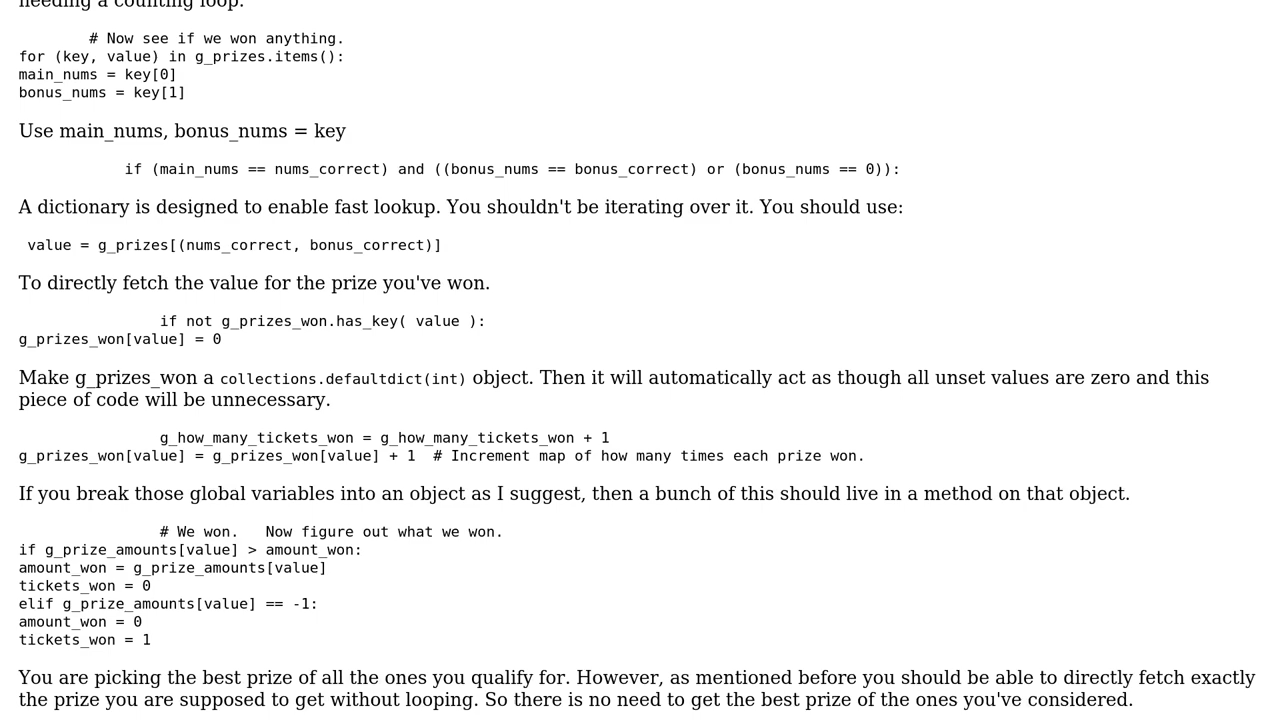 needing a counting loop.
# Now see if we won anything.
for (key, value) in g_prizes.items():
main_nums = key[0]
bonus_nums = key[1]
Use main_nums, bonus_nums = key
if (main_nums == nums_correct) and ((bonus_nums == bonus_correct) or (bonus_nums == 0)):
A dictionary is designed to enable fast lookup. You shouldn't be iterating over it. You should use:
value = g_prizes[(nums_correct, bonus_correct)]
To directly fetch the value for the prize you've won.
if not g_prizes_won.has_key( value ):
g_prizes_won[value] = 0
Make g_prizes_won a collections.defaultdict(int) object. Then it will automatically act as though all unset values are zero and this
piece of code will be unnecessary.
g_how_many_tickets_won = g_how_many_tickets_won + 1
g_prizes_won[value] = g_prizes_won[value] + 1  # Increment map of how many times each prize won.
If you break those global variables into an object as I suggest, then a bunch of this should live in a method on that object.
# We won.   Now figure out what we won.
if g_prize_amounts[value] > amount_won:
amount_won = g_prize_amounts[value]
tickets_won = 0
elif g_prize_amounts[value] == -1:
amount_won = 0
tickets_won = 1
You are picking the best prize of all the ones you qualify for. However, as mentioned before you should be able to directly fetch exactly
the prize you are supposed to get without looping. So there is no need to get the best prize of the ones you've considered.